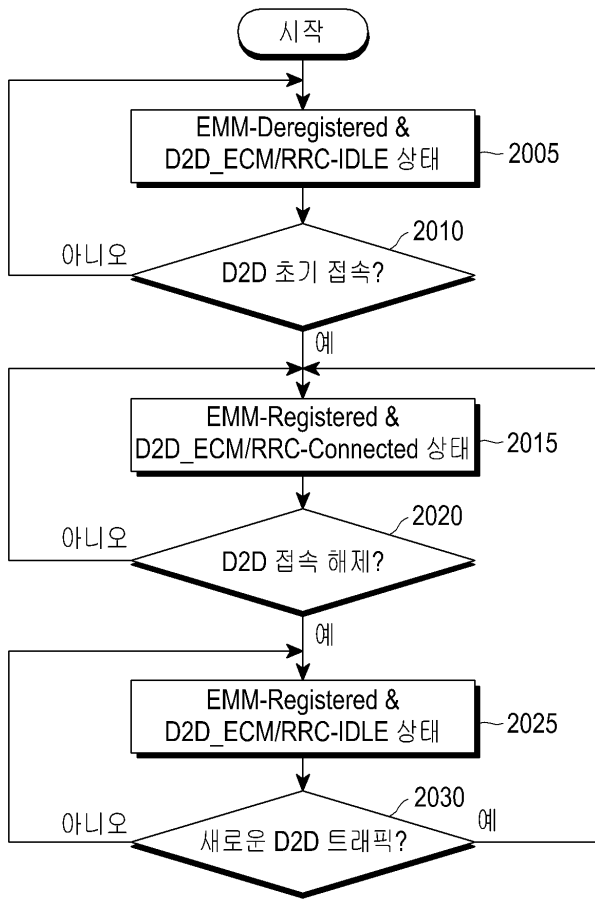 시작
EMM-Deregistered &
D2D_ECM/RRC-IDLE 상태
2005
2010
아니오
D2D 초기 접속?
예
EMM-Registered &
D2D_ECM/RRC-Connected 상태
2015
2020
아니오
D2D 접속 해제?
예
EMM-Registered &
D2D_ECM/RRC-IDLE 상태
2025
2030
아니오
새로운 D2D 트래픽?
예